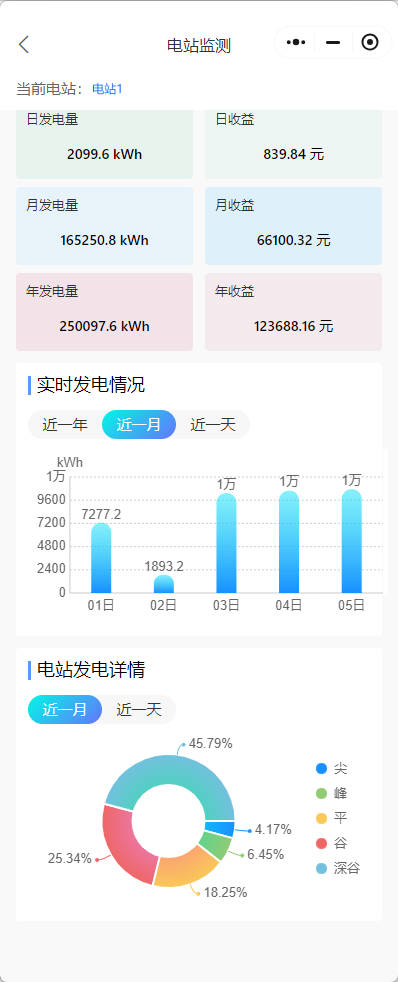 电站监测
当前电站：电站1
日发电量 日收益
2099.6 kWh 839.84 元
月发电量 月收益
165250.8 kWh 66100.32 元
年发电量 年收益
250097.6 kWh 123688.16 元
实时发电情况
近一年 近一月 近一天
kWh
1万
9600
7200
4800
2400
0
7277.2 1893.2 1万 1万 1万
01日 02日 03日 04日 05日
电站发电详情
近一月 近一天
45.79%
4.17%
6.45%
18.25%
25.34%
尖
峰
平
谷
深谷